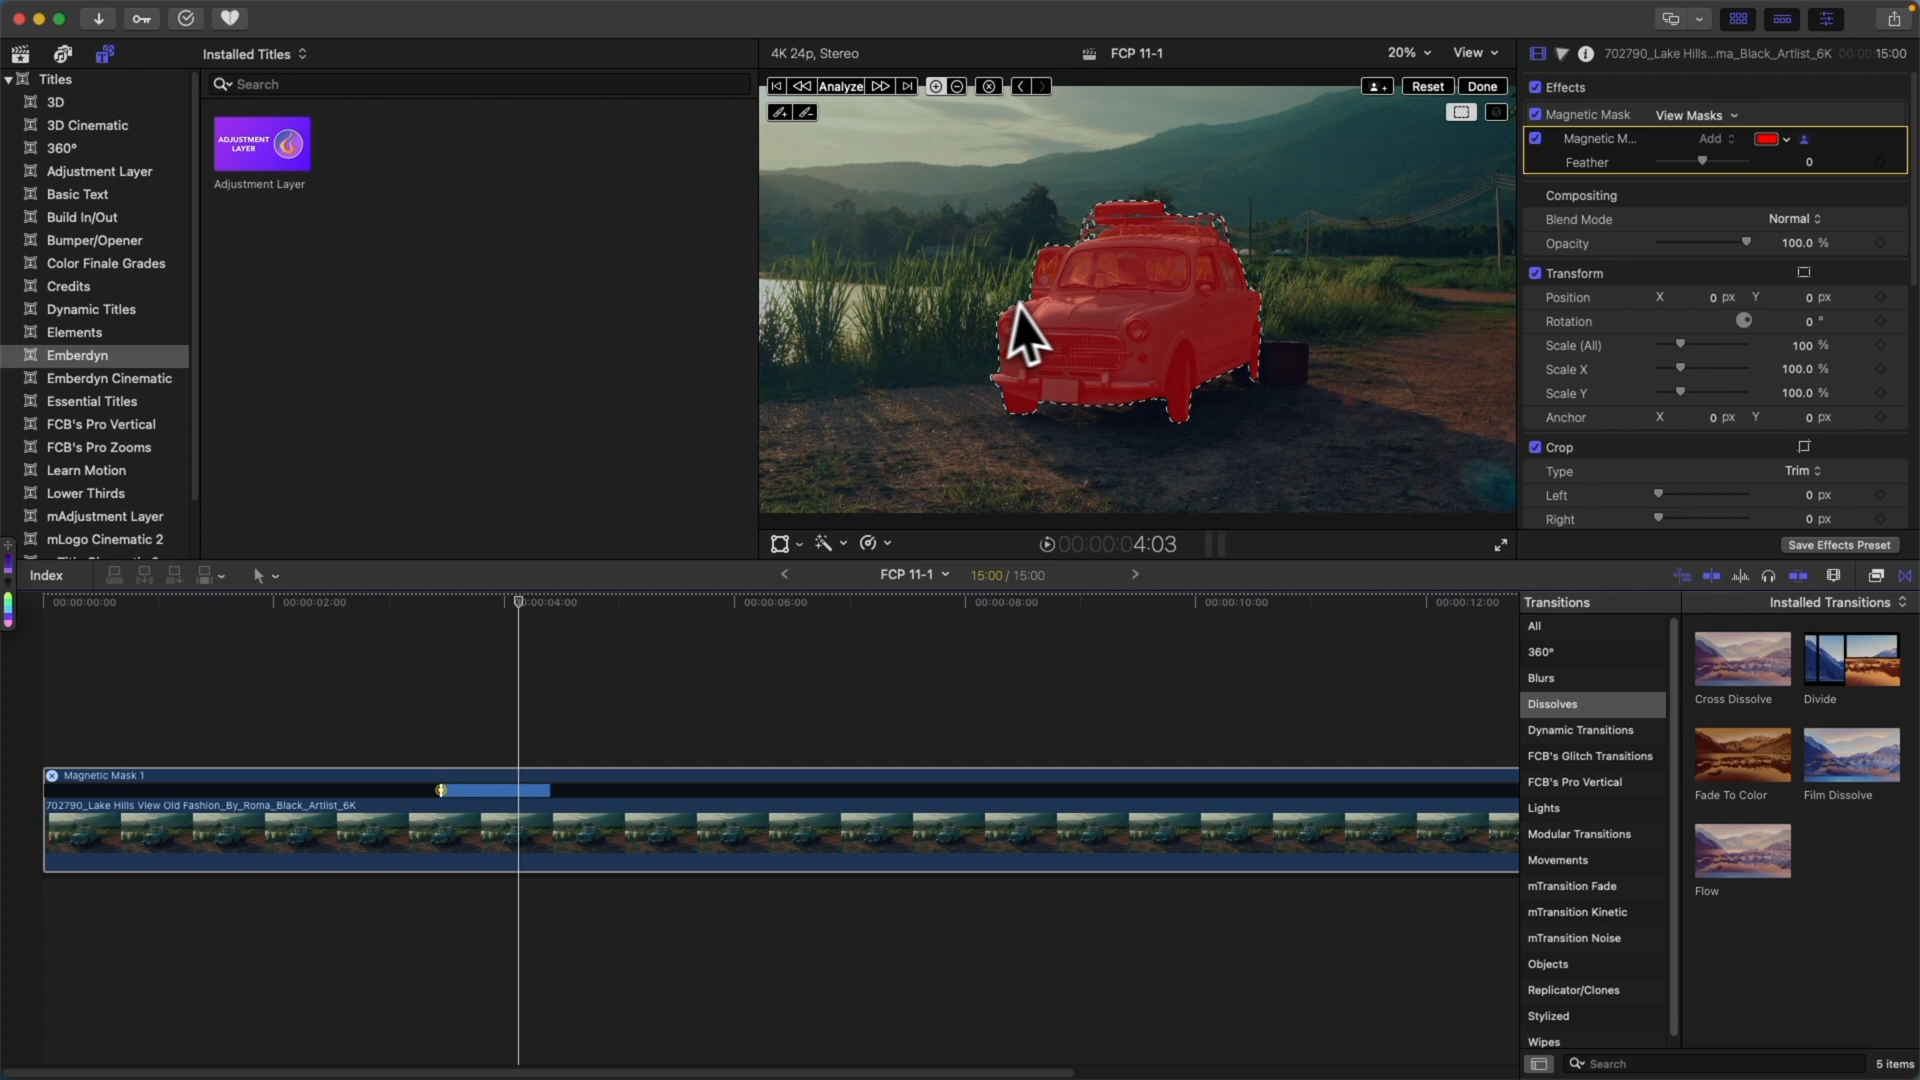 Installed Titles
4K 24p, Stereo
FCP 11-1
20%
View
702790_Lake Hills...ma_Black_Artlist_6K
00:00:15:00
Titles
3D
3D Cinematic
360°
Adjustment Layer
Basic Text
Build In/Out
Bumper/Opener
Color Finale Grades
Credits
Dynamic Titles
Elements
Emberdyn
Emberdyn Cinematic
Essential Titles
FCB's Pro Vertical
FCB's Pro Zooms
Learn Motion
Lower Thirds
mAdjustment Layer
mLogo Cinematic 2
Search
ADJUSTMENT
LAYER
Adjustment Layer
Analyze
Reset
Done
00:00:04:03
Effects
Magnetic Mask
View Masks
Magnetic M...
Add
Feather
0
Compositing
Blend Mode
Normal
Opacity
100.0 %
Transform
Position
X
0 px
Y
0 px
Rotation
0 °
Scale (All)
100 %
Scale X
100.0 %
Scale Y
100.0 %
Anchor
X
0 px
Y
0 px
Crop
Type
Trim
Left
0 px
Right
0 px
Save Effects Preset
Index
FCP 11-1
15:00 / 15:00
00:00:00:00
00:00:02:00
00:00:04:00
00:00:06:00
00:00:08:00
00:00:10:00
00:00:12:00
Magnetic Mask 1
702790_Lake Hills View Old Fashion_By_Roma_Black_Artlist_6K
Transitions
Installed Transitions
All
360°
Blurs
Dissolves
Dynamic Transitions
FCB's Glitch Transitions
FCB's Pro Vertical
Lights
Modular Transitions
Movements
mTransition Fade
mTransition Kinetic
mTransition Noise
Objects
Replicator/Clones
Stylized
Wipes
Cross Dissolve
Divide
Fade To Color
Film Dissolve
Flow
Search
5 items